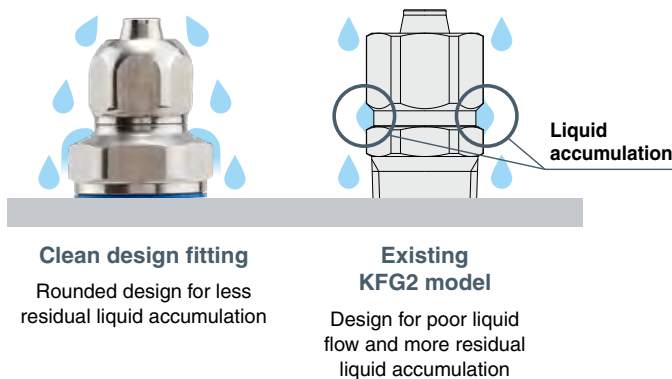 Liquid
accumulation
Clean design fitting
Rounded design for less
residual liquid accumulation
Existing
KFG2 model
Design for poor liquid
flow and more residual
liquid accumulation